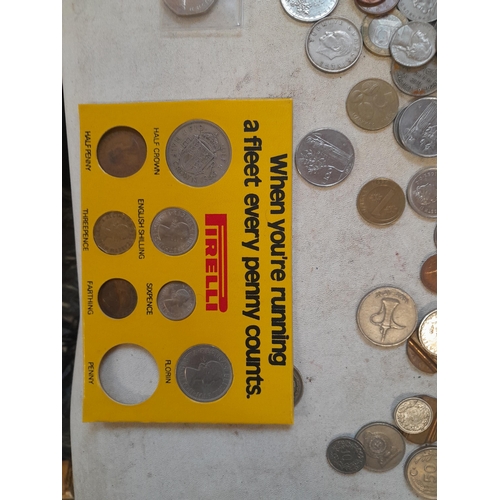 When you're running
a fleet every penny counts.
PIRELLI
HALF CROWN
ENGLISH SHILLING
SIXPENCE
FLORIN
HALF PENNY
THREEPENCE
FARTHING
PENNY